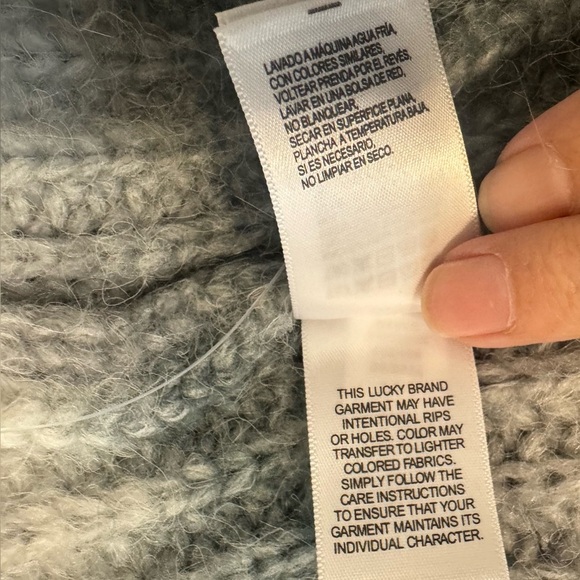 LAVADO A MÁQUINA AGUA FRÍA,
CON COLORES SIMILARES,
VOLTEAR PRENDA POR EL REVÉS,
LAVAR EN UNA BOLSA DE RED,
NO BLANQUEAR,
SECAR EN SUPERFICIE PLANA,
PLANCHA A TEMPERATURA BAJA,
SI ES NECESARIO,
NO LIMPIAR EN SECO.
THIS LUCKY BRAND
GARMENT MAY HAVE
INTENTIONAL RIPS
OR HOLES. COLOR MAY
TRANSFER TO LIGHTER
COLORED FABRICS.
SIMPLY FOLLOW THE
CARE INSTRUCTIONS
TO ENSURE THAT YOUR
GARMENT MAINTAINS ITS
INDIVIDUAL CHARACTER.